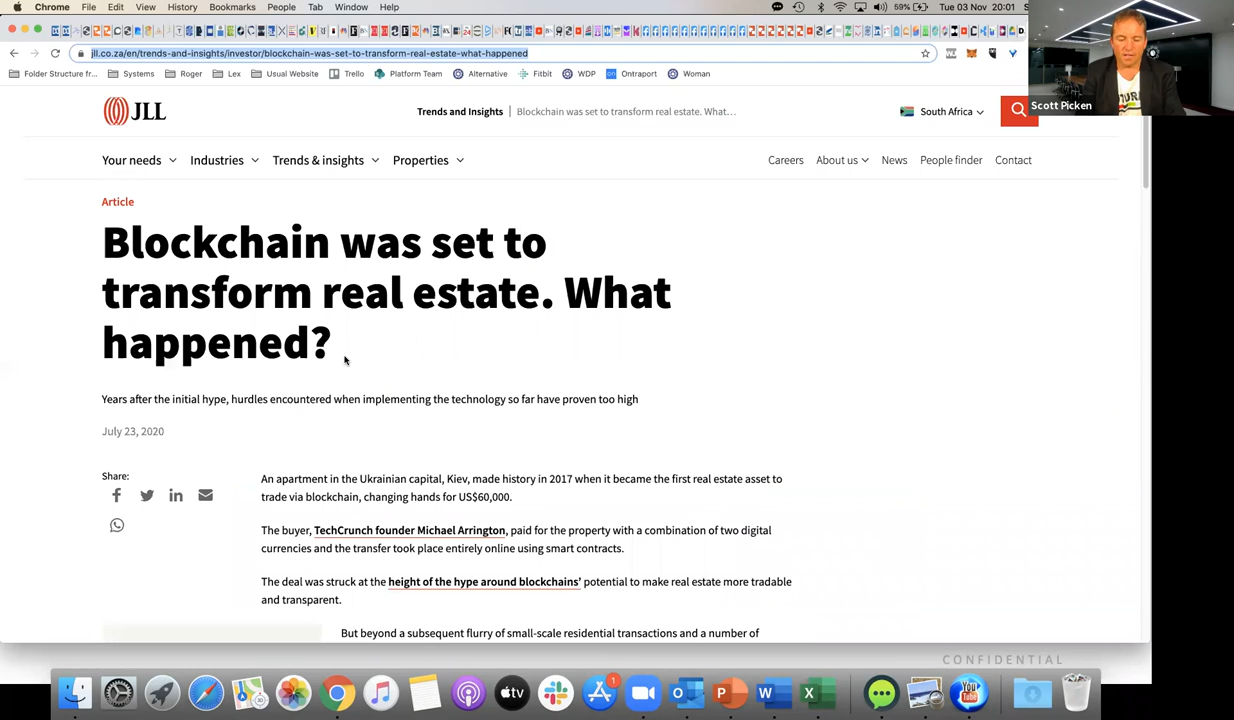 Chrome File Edit View History Bookmarks People Tab Window Help
59% Tue 03 Nov 20:01
jll.co.za/en/trends-and-insights/investor/blockchain-was-set-to-transform-real-estate-what-happened
Folder Structure fr... Systems Roger Lex Usual Website Trello Platform Team Alternative Fitbit WDP Ontraport Woman
Scott Picken
JLL Trends and Insights Blockchain was set to transform real estate. What... South Africa
Your needs Industries Trends & insights Properties Careers About us News People finder Contact
Article
Blockchain was set to
transform real estate. What
happened?
Years after the initial hype, hurdles encountered when implementing the technology so far have proven too high
July 23, 2020
Share:
An apartment in the Ukrainian capital, Kiev, made history in 2017 when it became the first real estate asset to
trade via blockchain, changing hands for US$60,000.
The buyer, TechCrunch founder Michael Arrington, paid for the property with a combination of two digital
currencies and the transfer took place entirely online using smart contracts.
The deal was struck at the height of the hype around blockchains' potential to make real estate more tradable
and transparent.
But beyond a subsequent flurry of small-scale residential transactions and a number of
CONFIDENTIAL